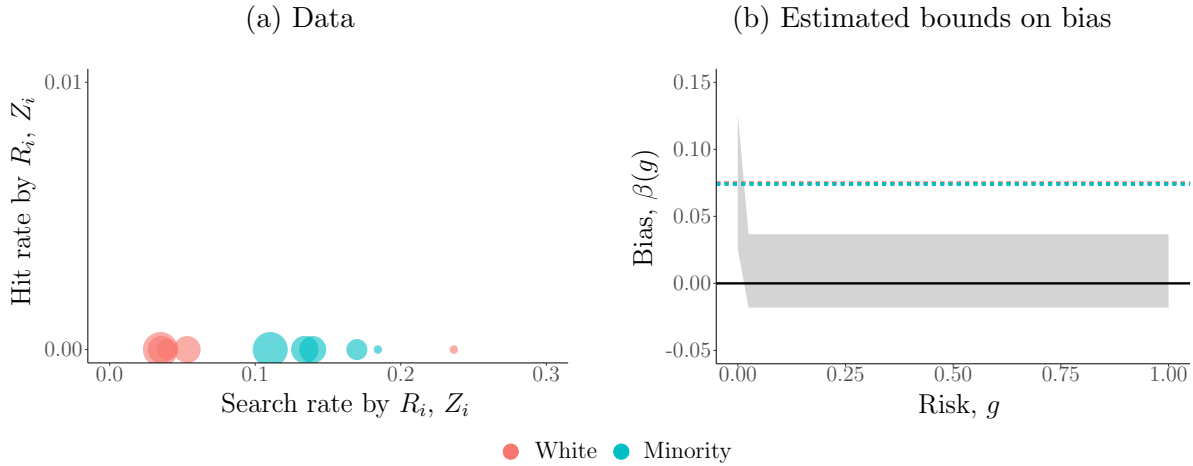 (a) Data
0.01
0.00
Hit rate by R_i, Z_i
0.0 0.1 0.2 0.3
Search rate by R_i, Z_i
(b) Estimated bounds on bias
0.15
0.10
0.05
0.00
-0.05
Bias, β(g)
0.00 0.25 0.50 0.75 1.00
Risk, g
White Minority